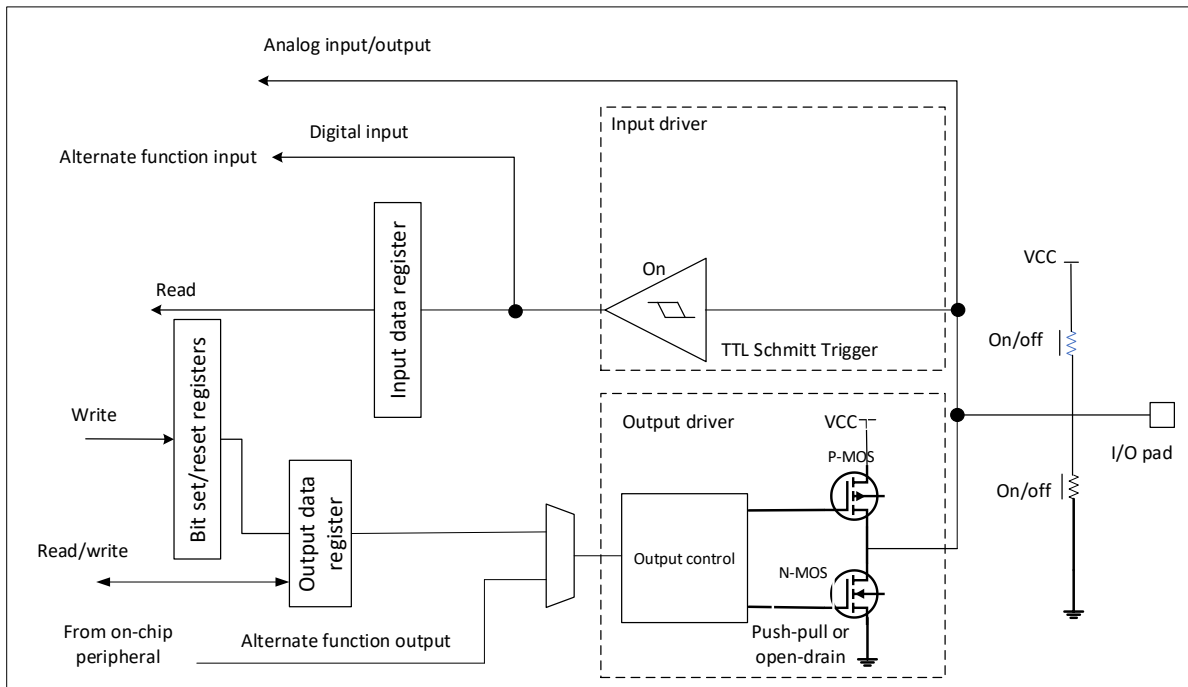 Analog input/output
Input driver
Digital input
Alternate function input
VCC
On
Read
Input data register
On/off
TTL Schmitt Trigger
Bit set/reset registers
Write
Output driver
VCC
I/O pad
P-MOS
On/off
Output data
register
Read/write
Output control
N-MOS
From on-chip
peripheral
Alternate function output
Push-pull or
open-drain